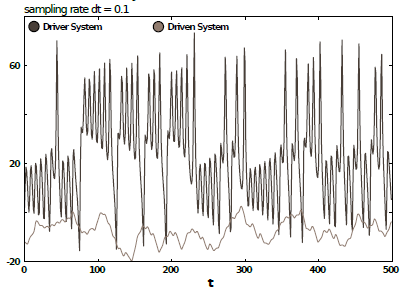 sampling rate dt = 0.1
Driver System Driven System
60
20
-20
0 100 200 300 400 500
t